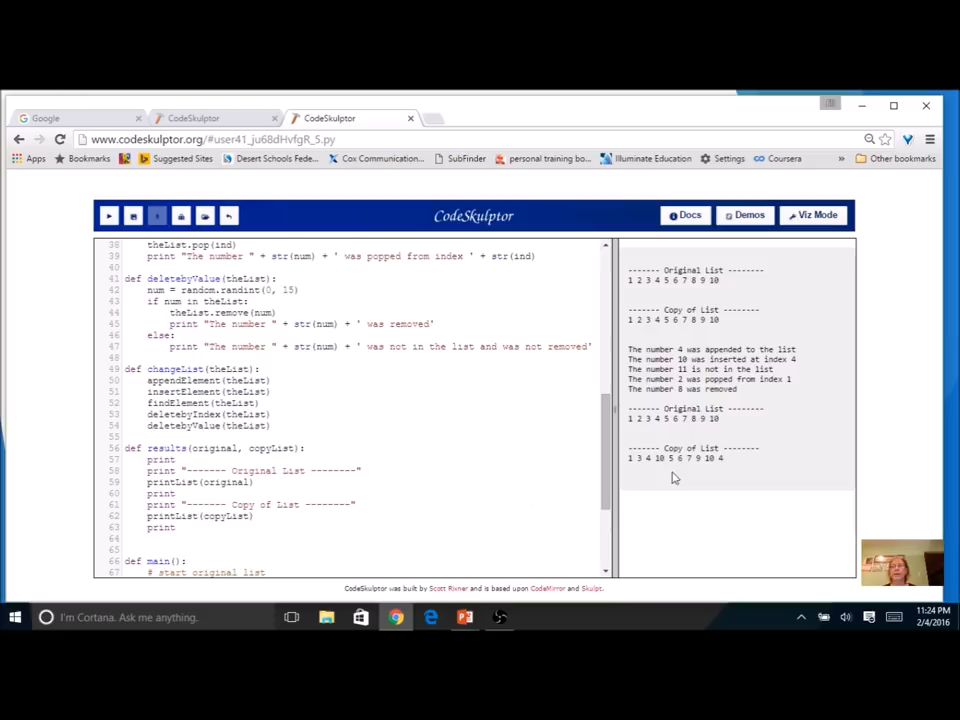 Google
CodeSkulptor
CodeSkulptor
www.codeskulptor.org/#user41_ju68dHvfgR_5.py
Apps
Bookmarks
Suggested Sites
Desert Schools Fede...
Cox Communication...
SubFinder
personal training bo...
Illuminate Education
Settings
Coursera
»
Other bookmarks
CodeSkulptor
Docs
Demos
Viz Mode
38 theList.pop(ind)
39 print "The number " + str(num) + ' was popped from index ' + str(ind)
40
41 def deletebyValue(theList):
42 num = random.randint(0, 15)
43 if num in theList:
44 theList.remove(num)
45 print "The number " + str(num) + ' was removed'
46 else:
47 print "The number " + str(num) + ' was not in the list and was not removed'
48
49 def changeList(theList):
50 appendElement(theList)
51 insertElement(theList)
52 findElement(theList)
53 deletebyIndex(theList)
54 deletebyValue(theList)
55
56 def results(original, copyList):
57 print
58 print "------- Original List --------"
59 printList(original)
60 print
61 print "------- Copy of List --------"
62 printList(copyList)
63 print
64
65
66 def main():
67 # start original list
------- Original List --------
1 2 3 4 5 6 7 8 9 10
------- Copy of List --------
1 2 3 4 5 6 7 8 9 10
The number 4 was appended to the list
The number 10 was inserted at index 4
The number 11 is not in the list
The number 2 was popped from index 1
The number 8 was removed
------- Original List --------
1 2 3 4 5 6 7 8 9 10
------- Copy of List --------
1 3 4 10 5 6 7 9 10 4
CodeSkulptor was built by Scott Rixner and is based upon CodeMirror and Skulpt.
I'm Cortana. Ask me anything.
11:24 PM
2/4/2016